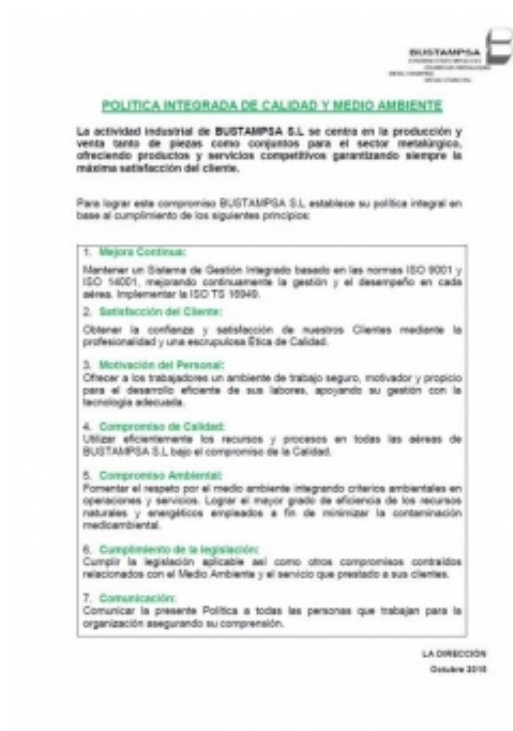 BUSTAMPSA
POLITICA INTEGRADA DE CALIDAD Y MEDIO AMBIENTE
La actividad industrial de BUSTAMPSA S.L se centra en la producción y
venta tanto de piezas como conjuntos para el sector metalúrgico,
ofreciendo productos y servicios competitivos garantizando siempre la
máxima satisfacción del cliente.
Para lograr este compromiso BUSTAMPSA S.L establece su política integral en
base al cumplimiento de los siguientes principios:
1. Mejora Continua:
Mantener un Sistema de Gestión Integrado basado en las normas ISO 9001 y
ISO 14001, mejorando continuamente la gestión y el desempeño en cada
aérea. Implementar la ISO TS 16949.
2. Satisfacción del Cliente:
Obtener la confianza y satisfacción de nuestros Clientes mediante la
profesionalidad y una escrupulosa Ética de Calidad.
3. Motivación del Personal:
Ofrecer a los trabajadores un ambiente de trabajo seguro, motivador y propicio
para el desarrollo eficiente de sus labores, apoyando su gestión con la
tecnología adecuada.
4. Compromiso de Calidad:
Utilizar eficientemente los recursos y procesos en todas las aéreas de
BUSTAMPSA S.L bajo el compromiso de la Calidad.
5. Compromiso Ambiental:
Fomentar el respeto por el medio ambiente integrando criterios ambientales en
operaciones y servicios. Lograr el mayor grado de eficiencia de los recursos
naturales y energéticos empleados a fin de minimizar la contaminación
medioambiental.
6. Cumplimiento de la legislación:
Cumplir la legislación aplicable así como otros compromisos contraídos
relacionados con el Medio Ambiente y el servicio que prestado a sus clientes.
7. Comunicación:
Comunicar la presente Política a todas las personas que trabajan para la
organización asegurando su comprensión.
LA DIRECCIÓN
Octubre 2015